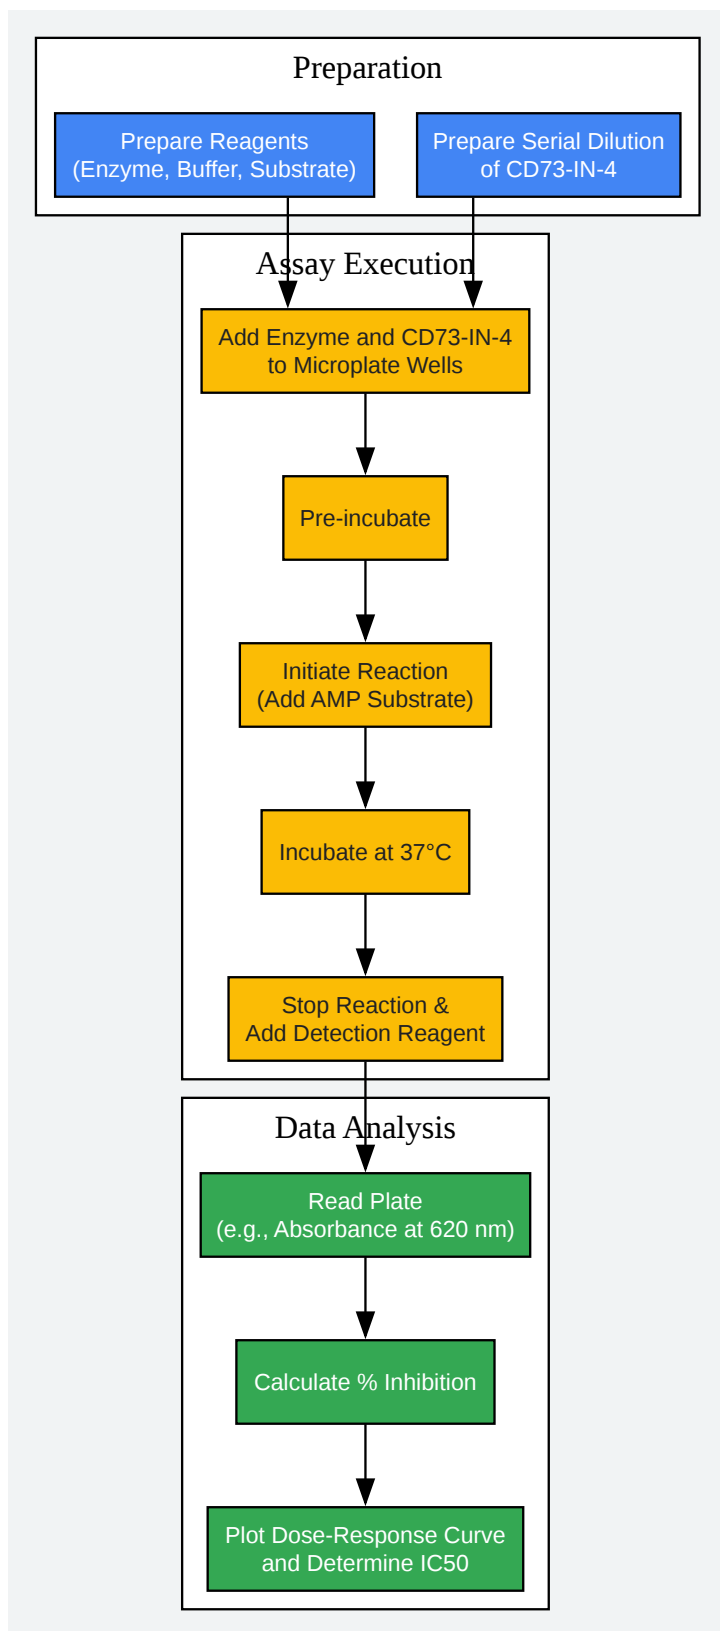 Preparation
Prepare Reagents
(Enzyme, Buffer, Substrate)
Prepare Serial Dilution
of CD73-IN-4
Assay Execution
Add Enzyme and CD73-IN-4
to Microplate Wells
Pre-incubate
Initiate Reaction
(Add AMP Substrate)
Incubate at 37°C
Stop Reaction &
Add Detection Reagent
Data Analysis
Read Plate
(e.g., Absorbance at 620 nm)
Calculate % Inhibition
Plot Dose-Response Curve
and Determine IC50